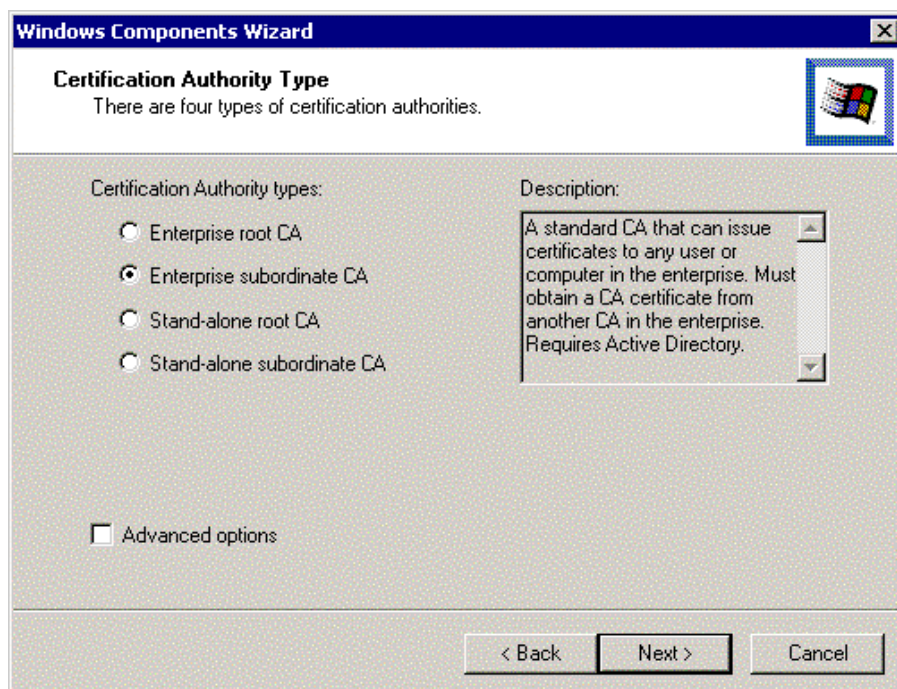 Windows Components Wizard
Certification Authority Type
There are four types of certification authorities.
Certification Authority types:
Enterprise root CA
Enterprise subordinate CA
Stand-alone root CA
Stand-alone subordinate CA
Description:
A standard CA that can issue
certificates to any user or
computer in the enterprise. Must
obtain a CA certificate from
another CA in the enterprise.
Requires Active Directory.
Advanced options
< Back
Next >
Cancel